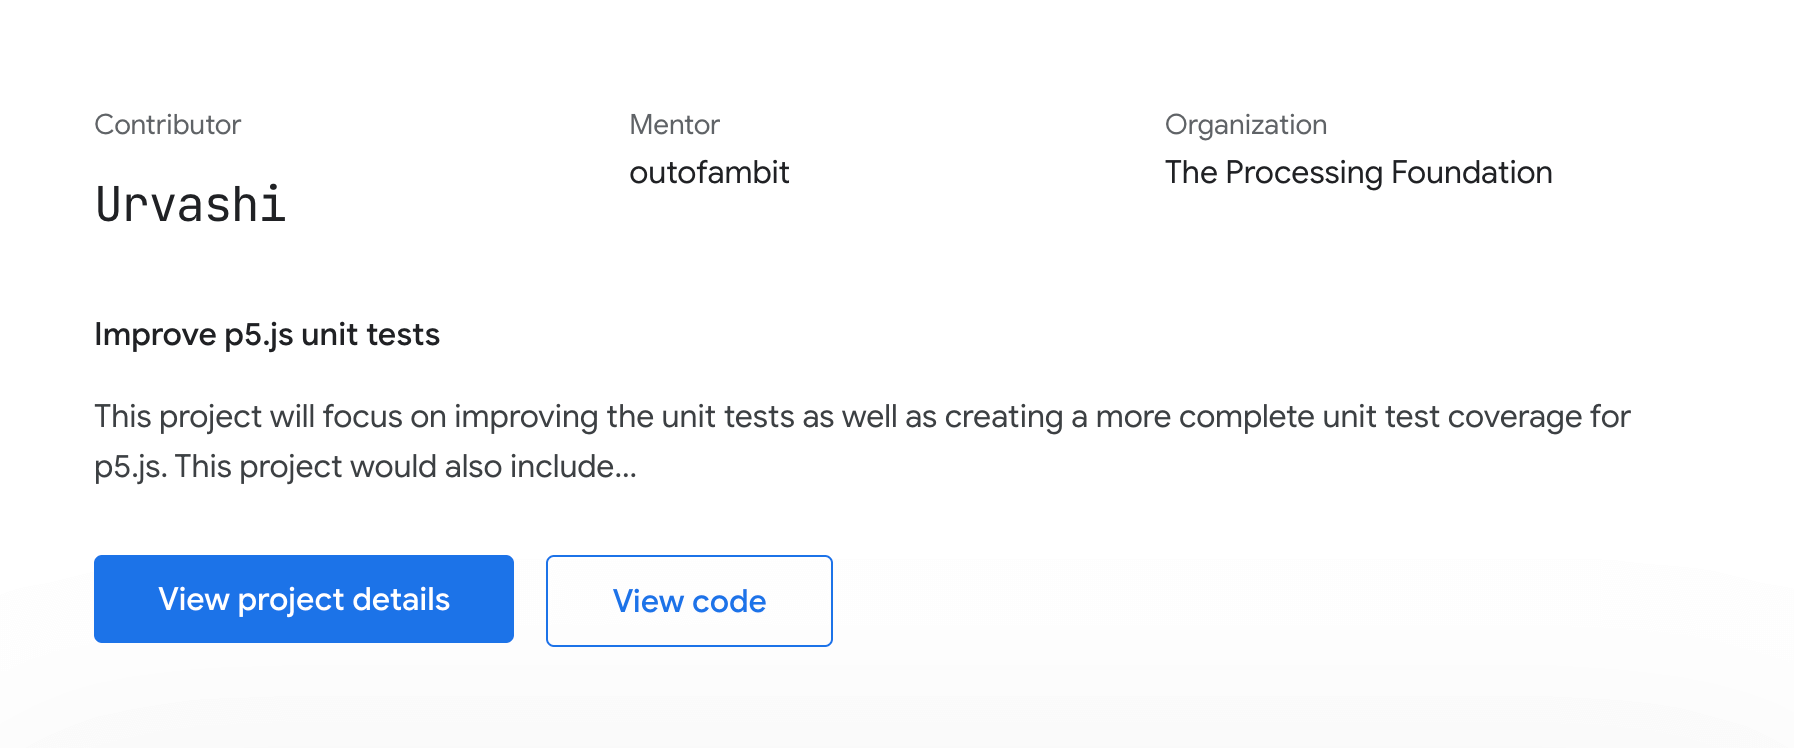 Contributor
Urvashi
Mentor
outofambit
Organization
The Processing Foundation
Improve p5.js unit tests
This project will focus on improving the unit tests as well as creating a more complete unit test coverage for
p5.js. This project would also include...
View project details
View code